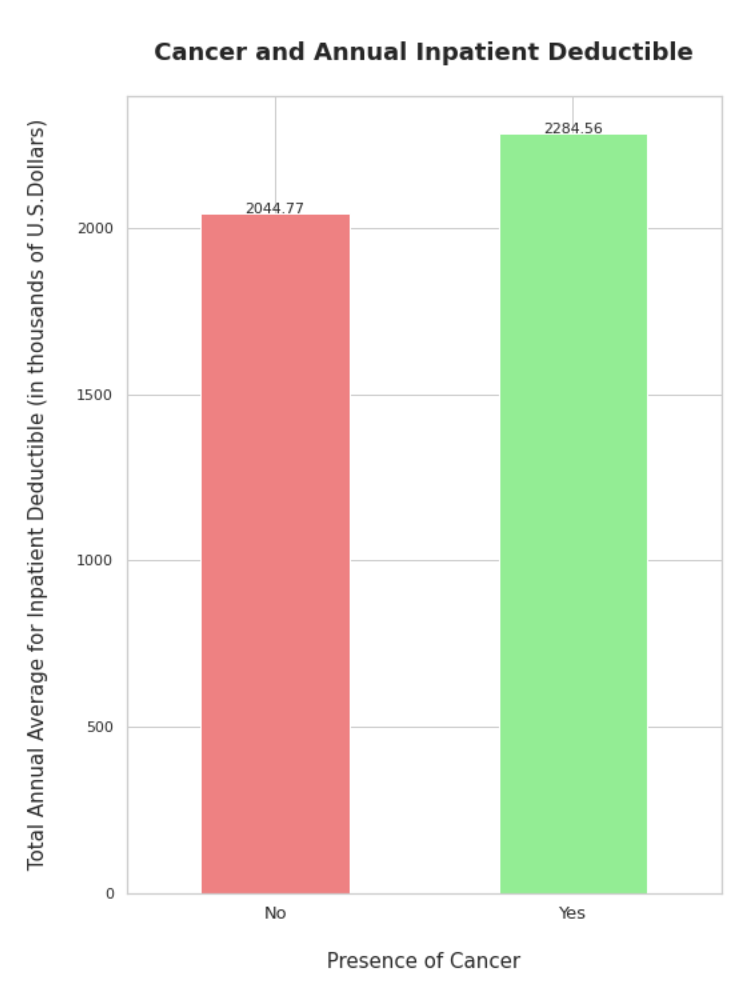 Cancer and Annual Inpatient Deductible
Total Annual Average for Inpatient Deductible (in thousands of U.S.Dollars)
2284.56
2044.77
2000
1500
1000
500
0
No
Yes
Presence of Cancer